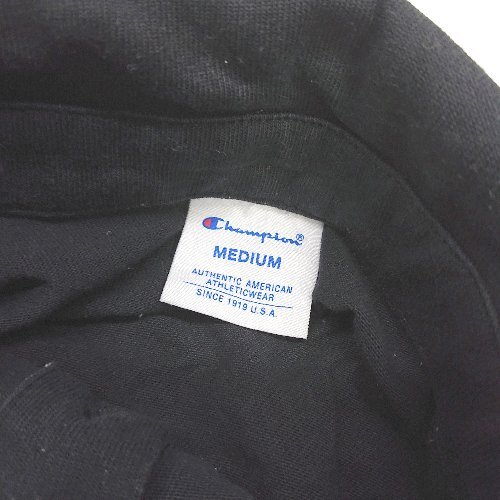 Champion®
MEDIUM
AUTHENTIC AMERICAN
ATHLETICWEAR
SINCE 1919 U.S.A.